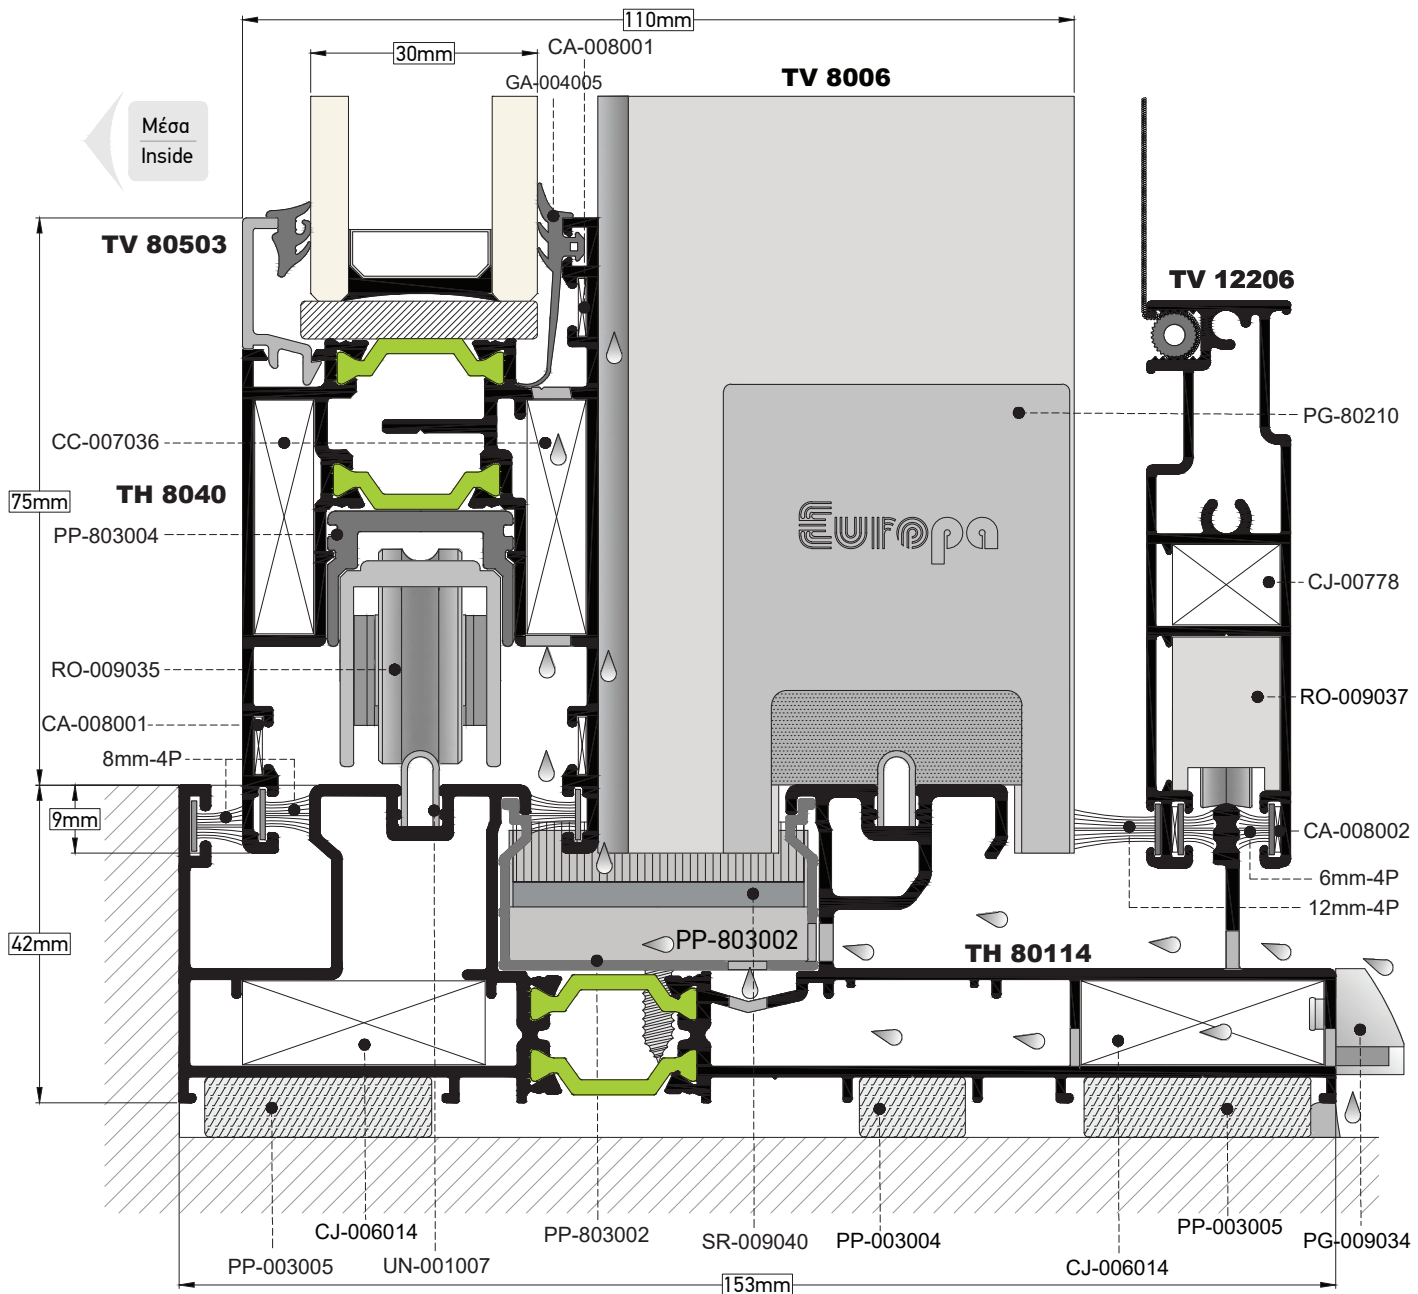 110mm
30mm
CA-008001
GA-004005
TV 8006
Μέσα
Inside
TV 80503
TV 12206
PG-80210
CC-007036
TH 8040
75mm
PP-803004
Europa
CJ-00778
RO-009035
RO-009037
CA-008001
8mm-4P
9mm
CA-008002
6mm-4P
12mm-4P
42mm
PP-803002
TH 80114
CJ-006014
PP-803002
SR-009040
PP-003004
PP-003005
PG-009034
PP-003005
UN-001007
CJ-006014
153mm